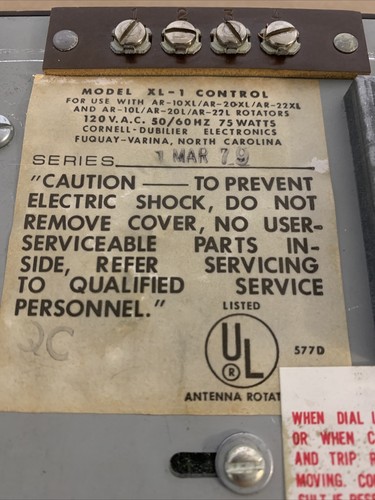 MODEL XL-1 CONTROL
FOR USE WITH AR-10XL/AR-20XL/AR-22XL
AND AR-10L/AR-20L/AR-22L ROTATORS
120 V.A.C. 50/60HZ 75 WATTS
CORNELL-DUBILIER ELECTRONICS
FUQUAY-VARINA, NORTH CAROLINA
SERIES 1 MAR 79
"CAUTION — TO PREVENT
ELECTRIC SHOCK, DO NOT
REMOVE COVER, NO USER-
SERVICEABLE PARTS IN-
SIDE, REFER SERVICING
TO QUALIFIED SERVICE
PERSONNEL."
QC
LISTED
UL
®
577D
ANTENNA
WHEN DIAL
OR WHEN
AND TRIP
MOVING.